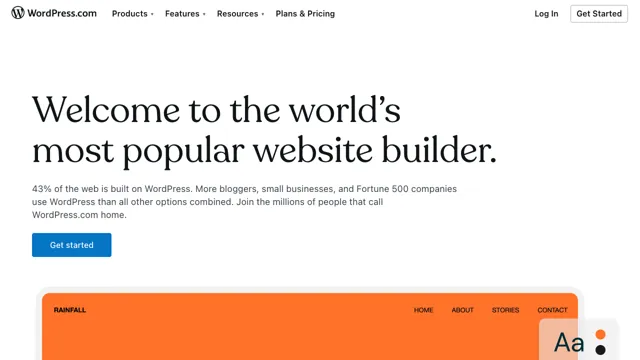 WordPress.com Products Features Resources Plans & Pricing Log In Get Started
Welcome to the world's
most popular website builder.
43% of the web is built on WordPress. More bloggers, small businesses, and Fortune 500 companies
use WordPress than all other options combined. Join the millions of people that call
WordPress.com home.
Get started
RAINFALL HOME ABOUT STORIES CONTACT
Aa